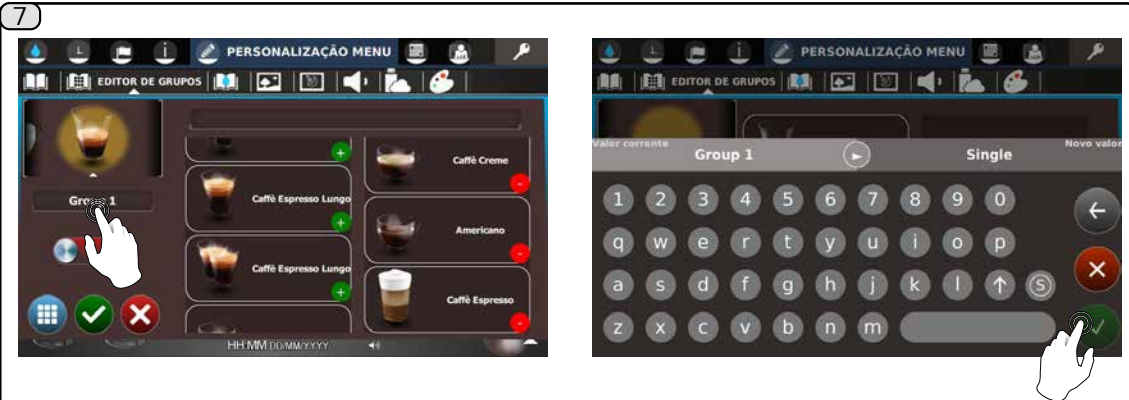 7
PERSONALIZAÇÃO MENU
EDITOR DE GRUPOS
Group 1
Caffè Espresso Lungo
Caffè Espresso Lungo
Caffè Creme
Americano
Caffè Espresso
HH:MM DD/MM/YYYY
PERSONALIZAÇÃO MENU
EDITOR DE GRUPOS
Valor corrente
Group 1
Single
Novo valor
1 2 3 4 5 6 7 8 9 0
q w e r t y u i o p
a s d f g h j k l S
z x c v b n m